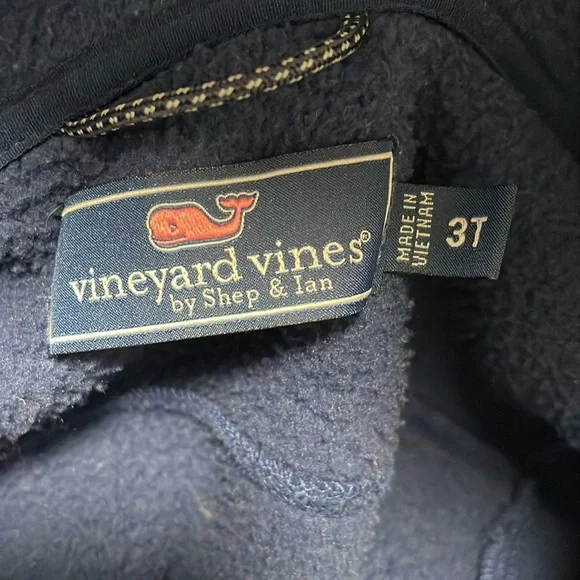 vineyard vines®
by Shep & Ian
MADE IN
VIETNAM
3T